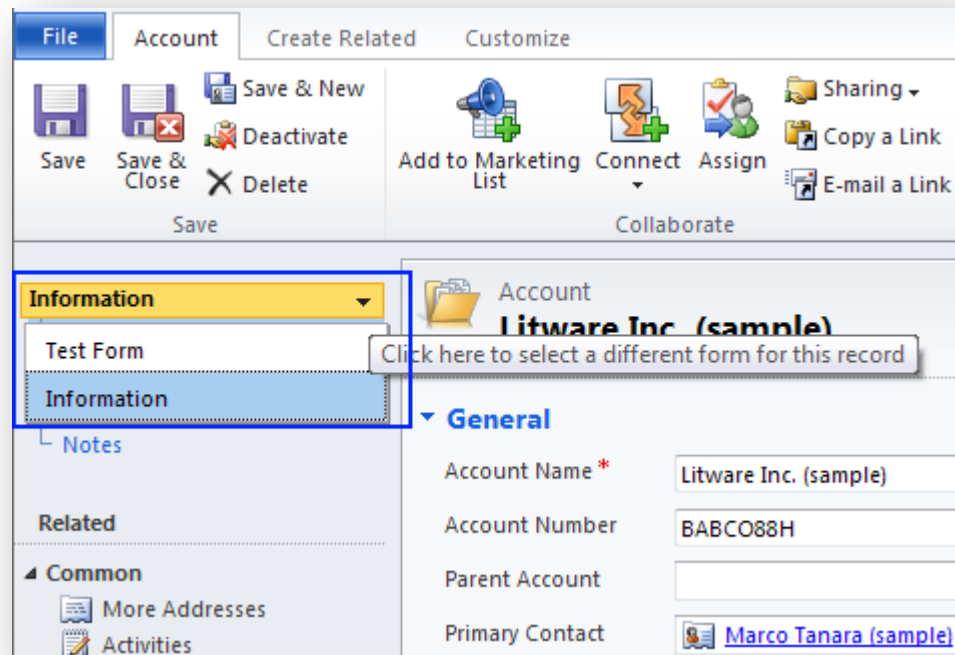 File Account Create Related Customize
Save
Save & Close
Save & New
Deactivate
Delete
Save
Add to Marketing List
Connect
Assign
Sharing
Copy a Link
E-mail a Link
Collaborate
Information
Test Form
Information
Notes
Related
Common
More Addresses
Activities
Account
Litware Inc. (sample)
Click here to select a different form for this record
General
Account Name * Litware Inc. (sample)
Account Number BABCO88H
Parent Account
Primary Contact Marco Tanara (sample)